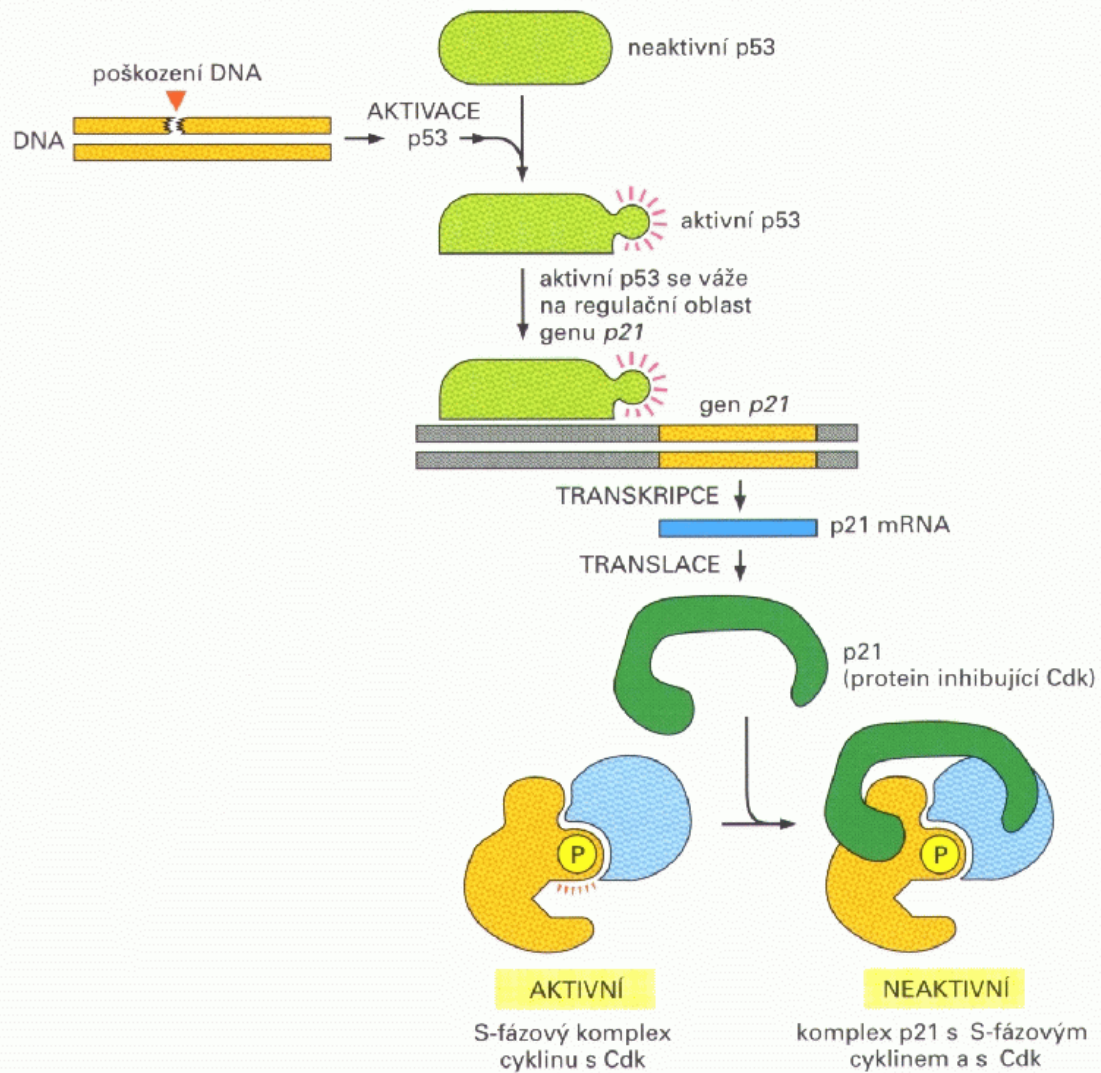 neaktivní p53
poškození DNA
AKTIVACE
DNA
p53
aktivní p53
aktivní p53 se váže
na regulační oblast
genu p21
gen p21
TRANSKRIPCE
p21 mRNA
TRANSLACE
p21
(protein inhibující Cdk)
P
P
AKTIVNÍ
NEAKTIVNÍ
S-fázový komplex
cyklinu s Cdk
komplex p21 s S-fázovým
cyklinem a s Cdk